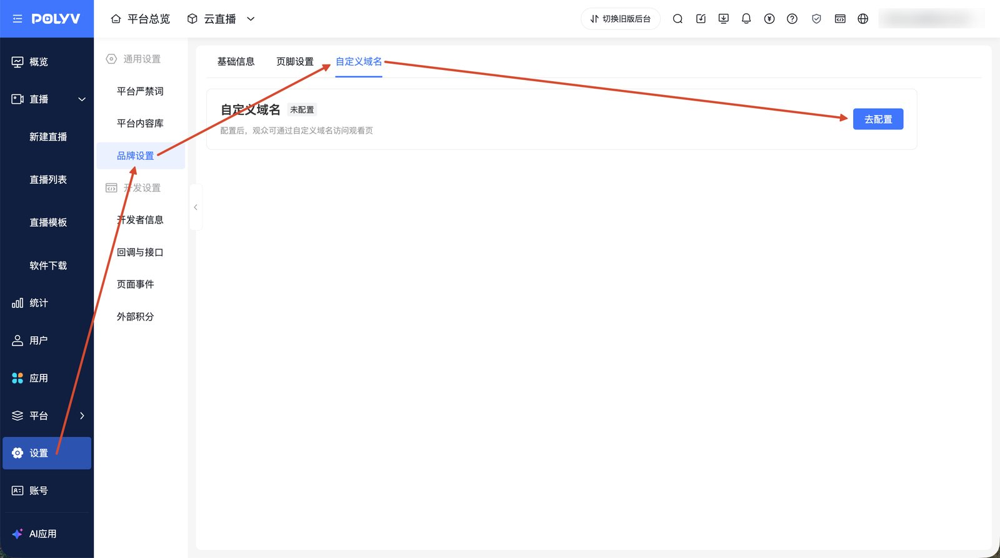 POLYV
平台总览
云直播
切换旧版后台
概览
直播
新建直播
直播列表
直播模板
软件下载
统计
用户
应用
平台
设置
账号
AI应用
通用设置
平台严禁词
平台内容库
品牌设置
开发设置
开发者信息
回调与接口
页面事件
外部积分
基础信息
页脚设置
自定义域名
自定义域名
未配置
配置后，观众可通过自定义域名访问观看页
去配置